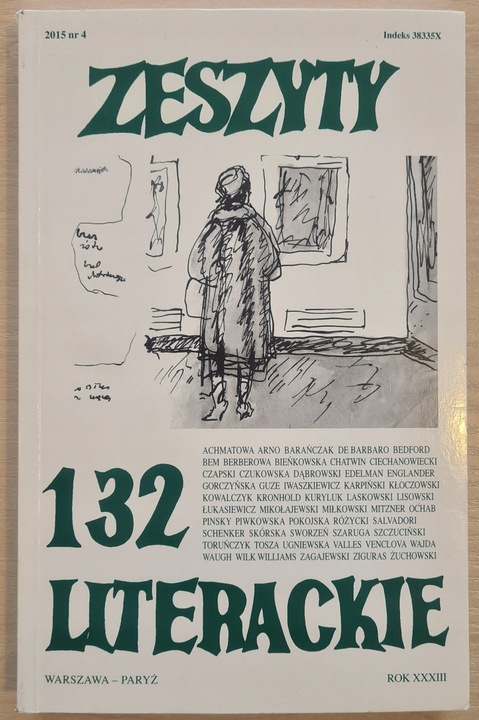 2015 nr 4
Indeks 38335X
ZESZYTY
132
ACHMATOWA ARNO BARAŃCZAK DE BARBARO BEDFORD
BEM BERBEROWA BIEŃKOWSKA CHATWIN CIECHANOWIECKI
CZAPSKI CZUKOWSKA DĄBROWSKI EDELMAN ENGLANDER
GORCZYŃSKA GUZE IWASZKIEWICZ KARPIŃSKI KŁOCZOWSKI
KOWALCZYK KRONHOLD KURYLUK LASKOWSKI LISOWSKI
ŁUKASIEWICZ MIKOŁAJEWSKI MIŁKOWSKI MITZNER OCHAB
PINSKY PIWKOWSKA POKOJSKA RÓŻYCKI SALVADORI
SCHENKER SKÓRSKA SWORZEŃ SZARUGA SZCZUCIŃSKI
TORUŃCZYK TOSZA UGNIEWSKA VALLES VENCLOVA WAJDA
WAUGH WILK WILLIAMS ZAGAJEWSKI ZIGURAS ŻUCHOWSKI
LITERACKIE
WARSZAWA – PARYŻ
ROK XXXIII